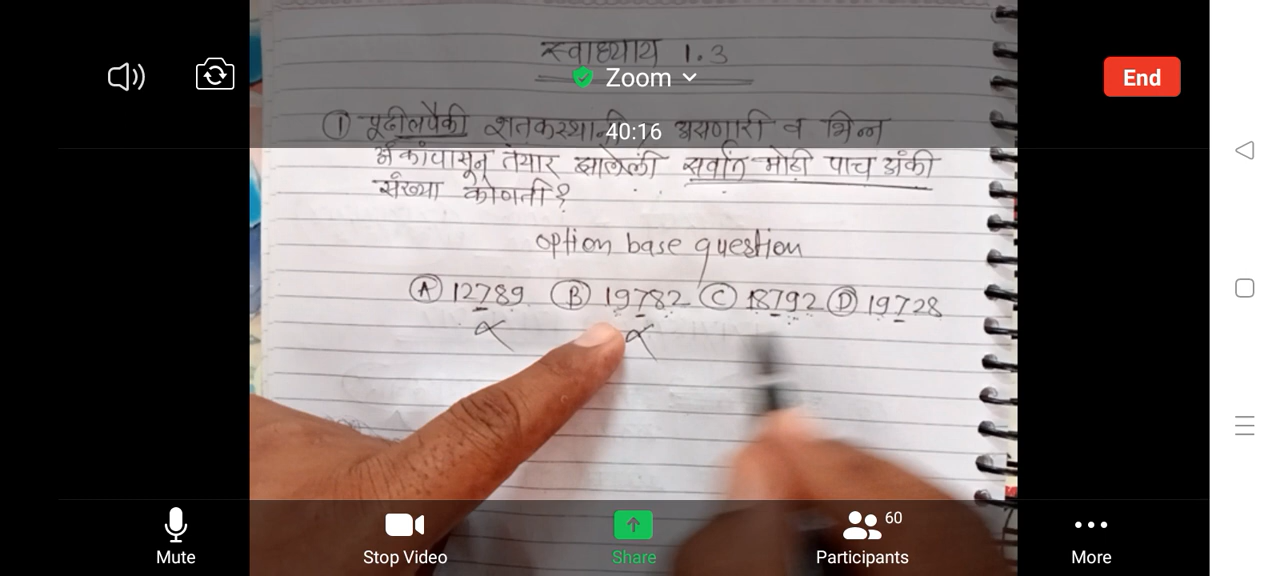 स्वाध्याय 1.3
Zoom
End
① पूढीलपैकी शतकस्थानी असणारी व भिन्न
40:16
अंकांपासून तयार झालेली सर्वात मोठी पाच अंकी
संख्या कोणती?
option base question
Ⓐ 12789 Ⓑ 19782 Ⓒ 18792 Ⓓ 19728
Mute
Stop Video
Share
60
Participants
More